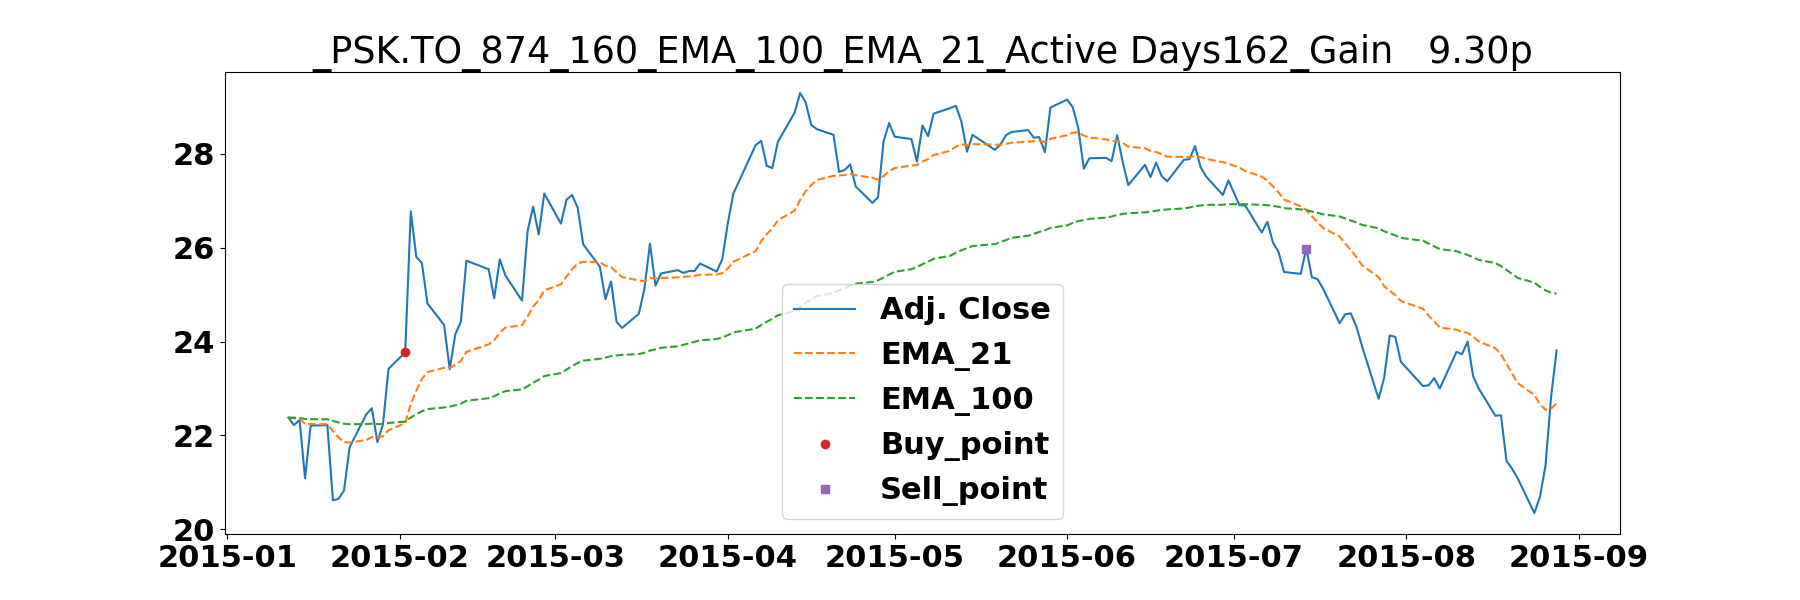 _PSK.TO_874_160_EMA_100_EMA_21_Active Days162_Gain   9.30p
28
26
24
22
20
Adj. Close
EMA_21
EMA_100
Buy_point
Sell_point
2015-01 2015-02 2015-03 2015-04 2015-05 2015-06 2015-07 2015-08 2015-09